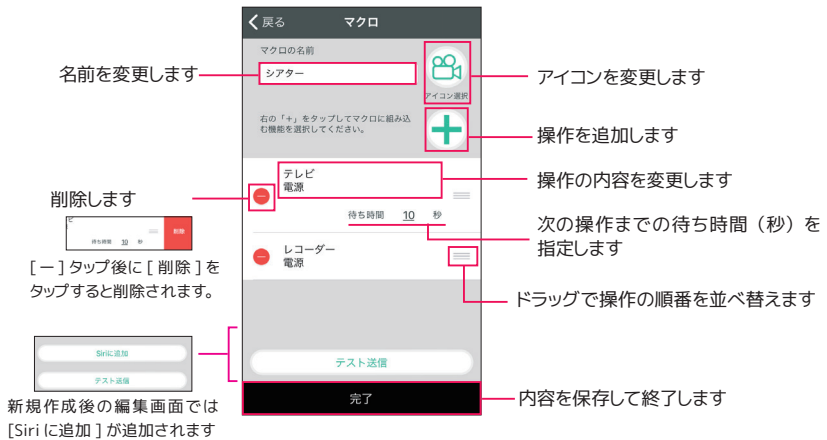 戻る
マクロ
マクロの名前
シアター
アイコン選択
右の「+」をタップしてマクロに組み込
む機能を選択してください。
テレビ
電源
待ち時間 10 秒
レコーダー
電源
テスト送信
完了
名前を変更します
削除します
ビ
待ち時間 10 秒
削除
[ー] タップ後に [ 削除 ] を
タップすると削除されます。
Siriに追加
テスト送信
新規作成後の編集画面では
[Siri に追加 ] が追加されます
アイコンを変更します
操作を追加します
操作の内容を変更します
次の操作までの待ち時間（秒）を
指定します
ドラッグで操作の順番を並べ替えます
内容を保存して終了します